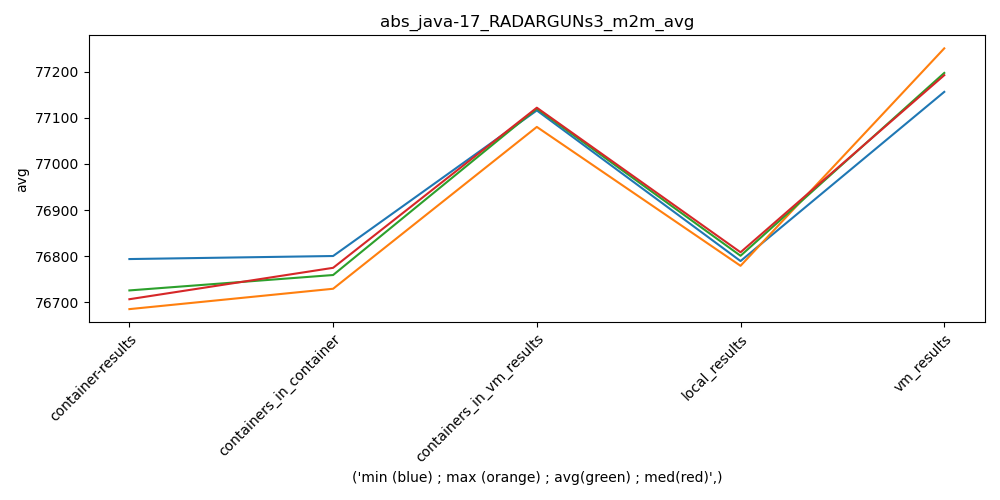 abs_java-17_RADARGUNs3_m2m_avg
avg
77200
77100
77000
76900
76800
76700
container-results
containers_in_container
containers_in_vm_results
local_results
vm_results
('min (blue) ; max (orange) ; avg(green) ; med(red)',)